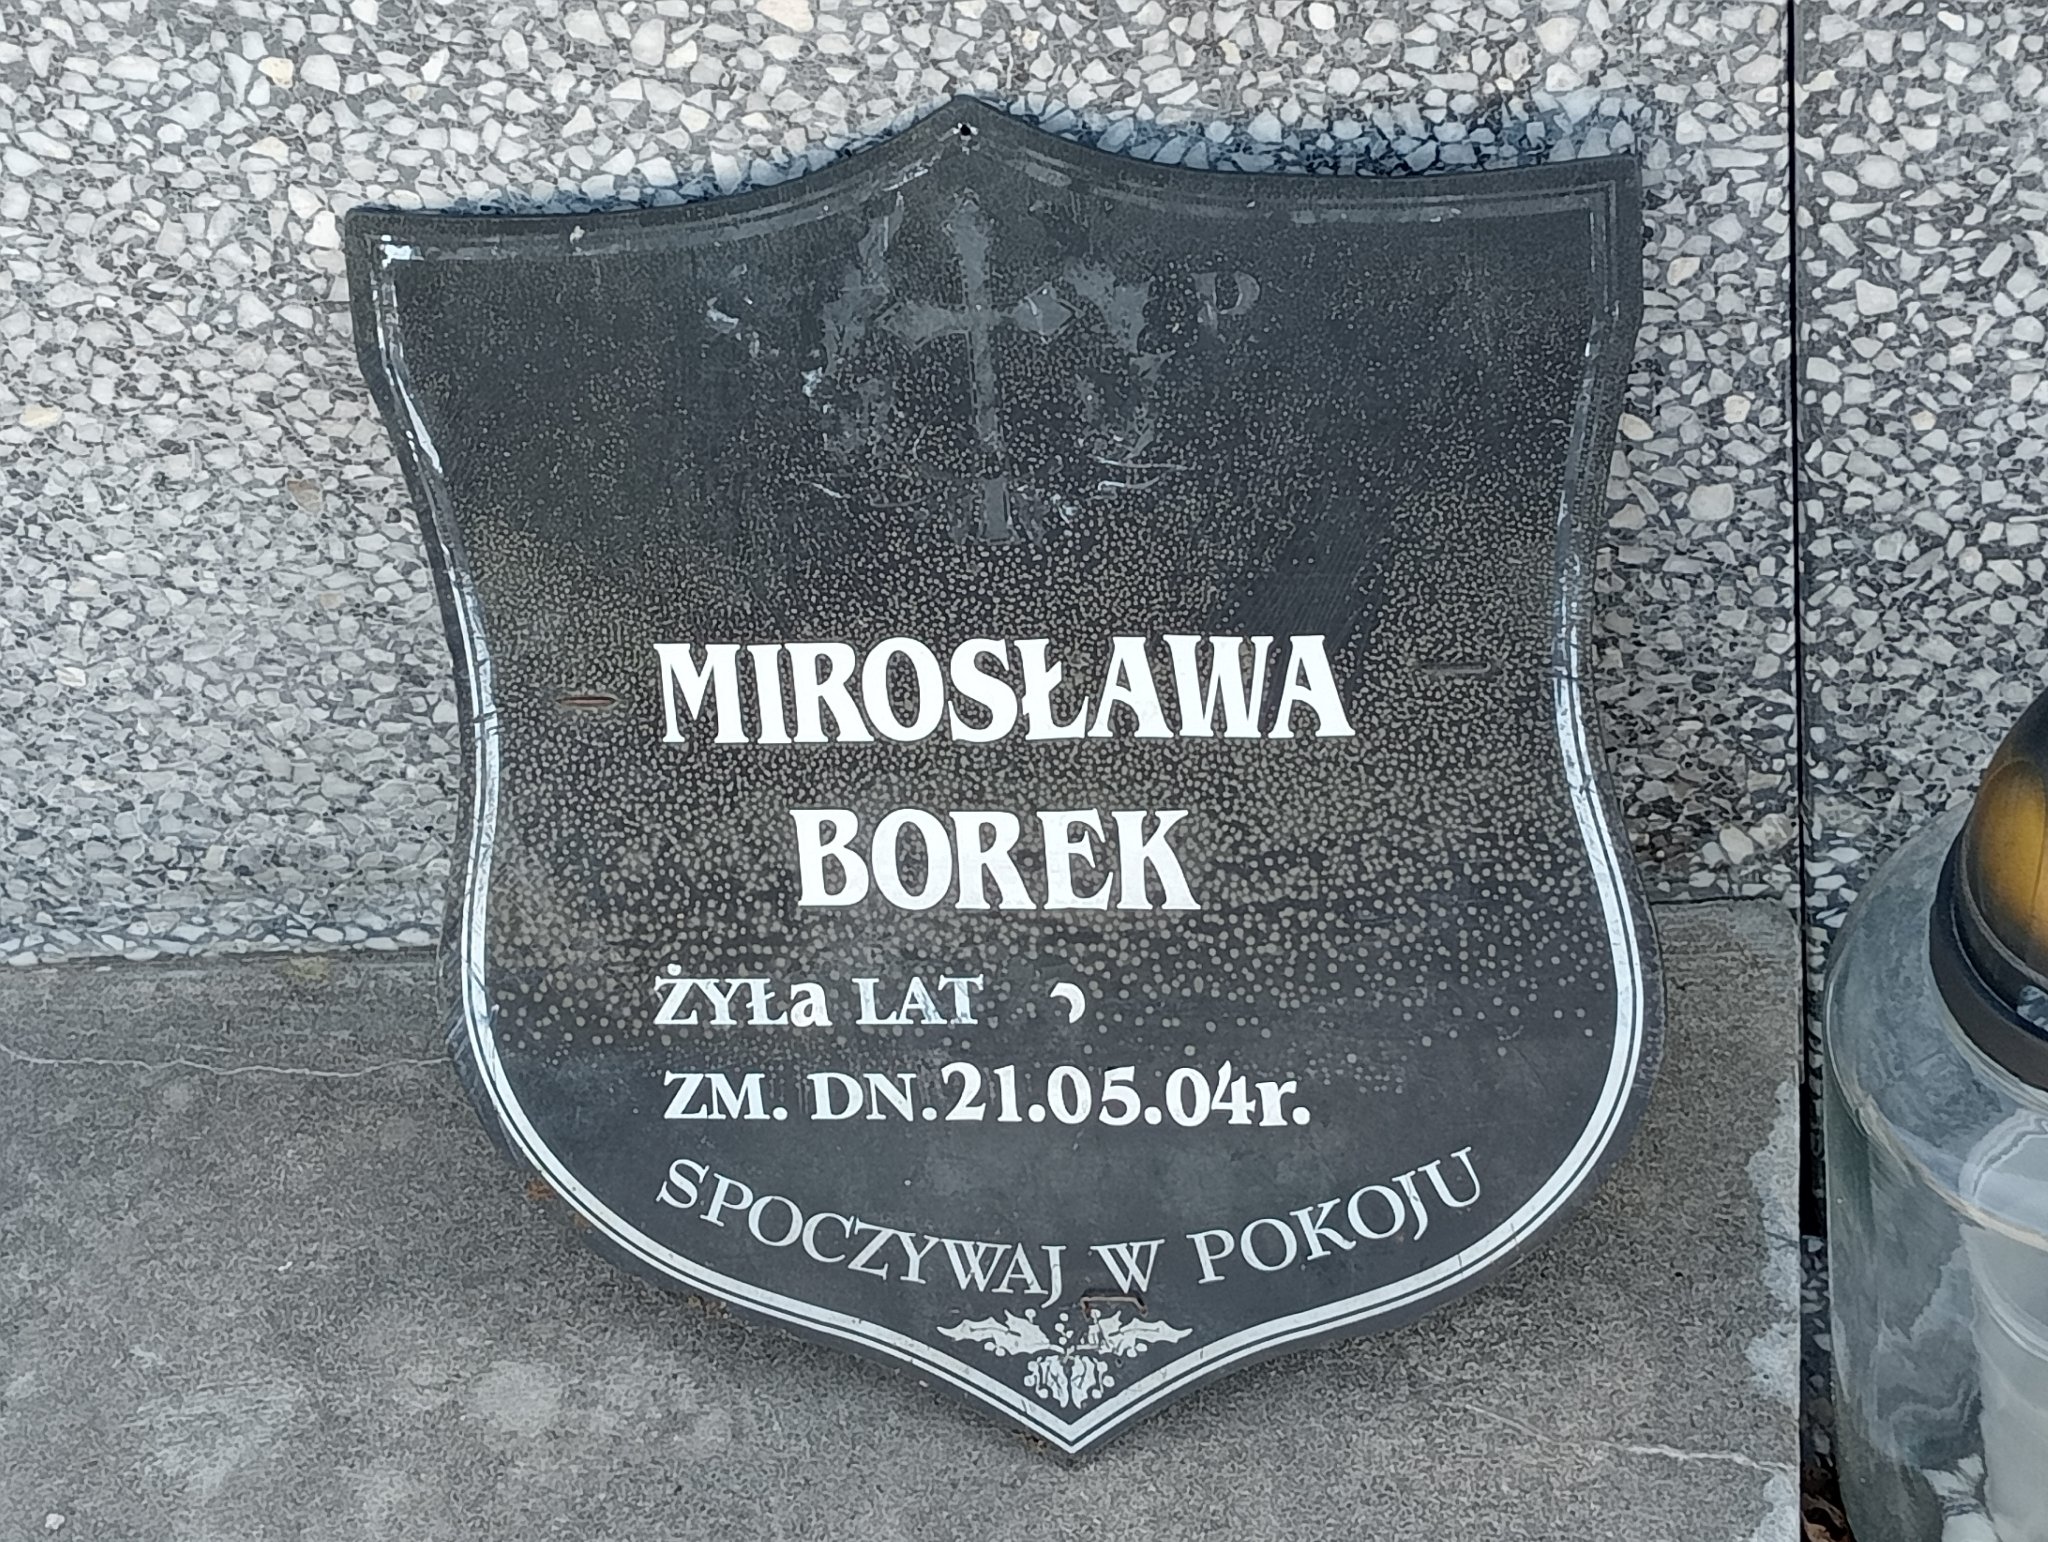 P
MIROSŁAWA
BOREK
ŻYŁa LAT
ZM. DN. 21.05.04r.
SPOCZYWAJ W POKOJU